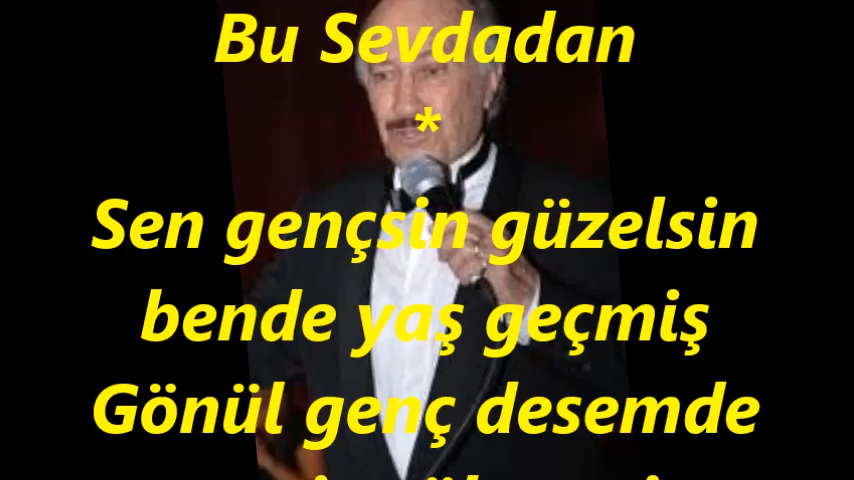 Bu Sevdadan
*
Sen gençsin güzelsin
bende yaş geçmiş
Gönül genç desemde